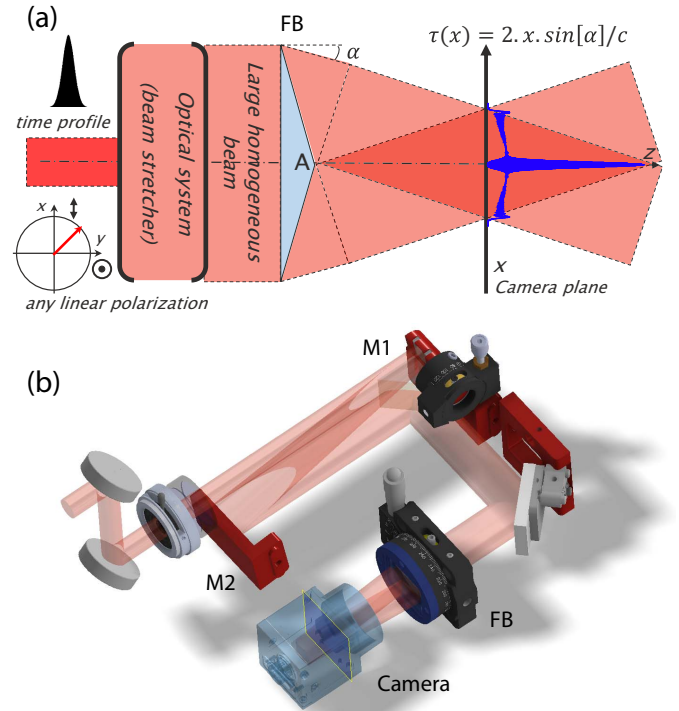 (a)
FB
α
τ(x) = 2. x. sin[α]/c
time profile
Optical system
(beam stretcher)
Large homogeneous
beam
A
z
x
y
any linear polarization
x
Camera plane
(b)
M1
M2
FB
Camera